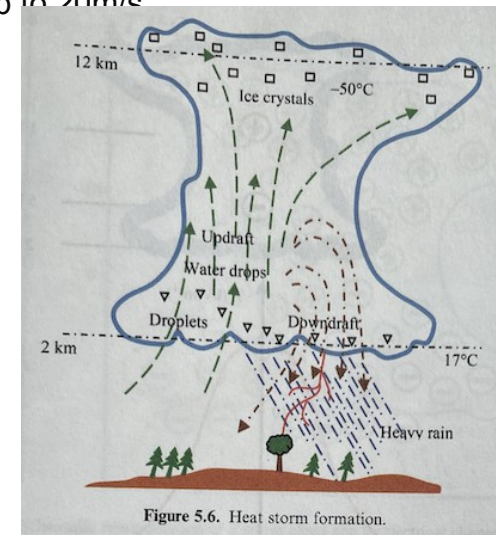 12 km
Ice crystals
-50°C
Updraft
Water drops
Droplets
Downdraft
2 km
17°C
Heavy rain
Figure 5.6. Heat storm formation.